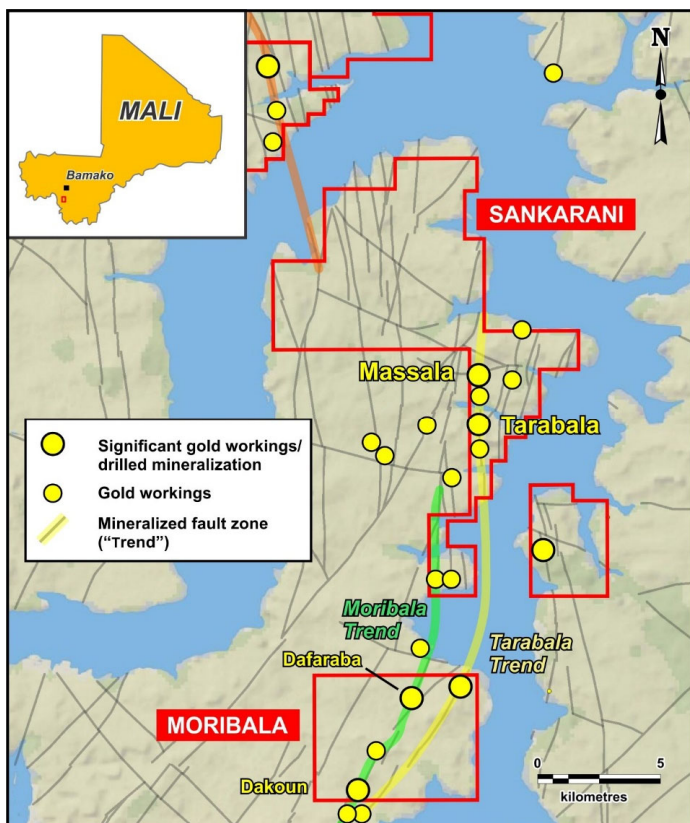 MALI
Bamako
N
SANKARANI
Massala
Tarabala
Significant gold workings/
drilled mineralization
Gold workings
Mineralized fault zone
("Trend")
Moribala
Trend
Tarabala
Trend
Dafaraba
MORIBALA
Dakoun
0 5
kilometres